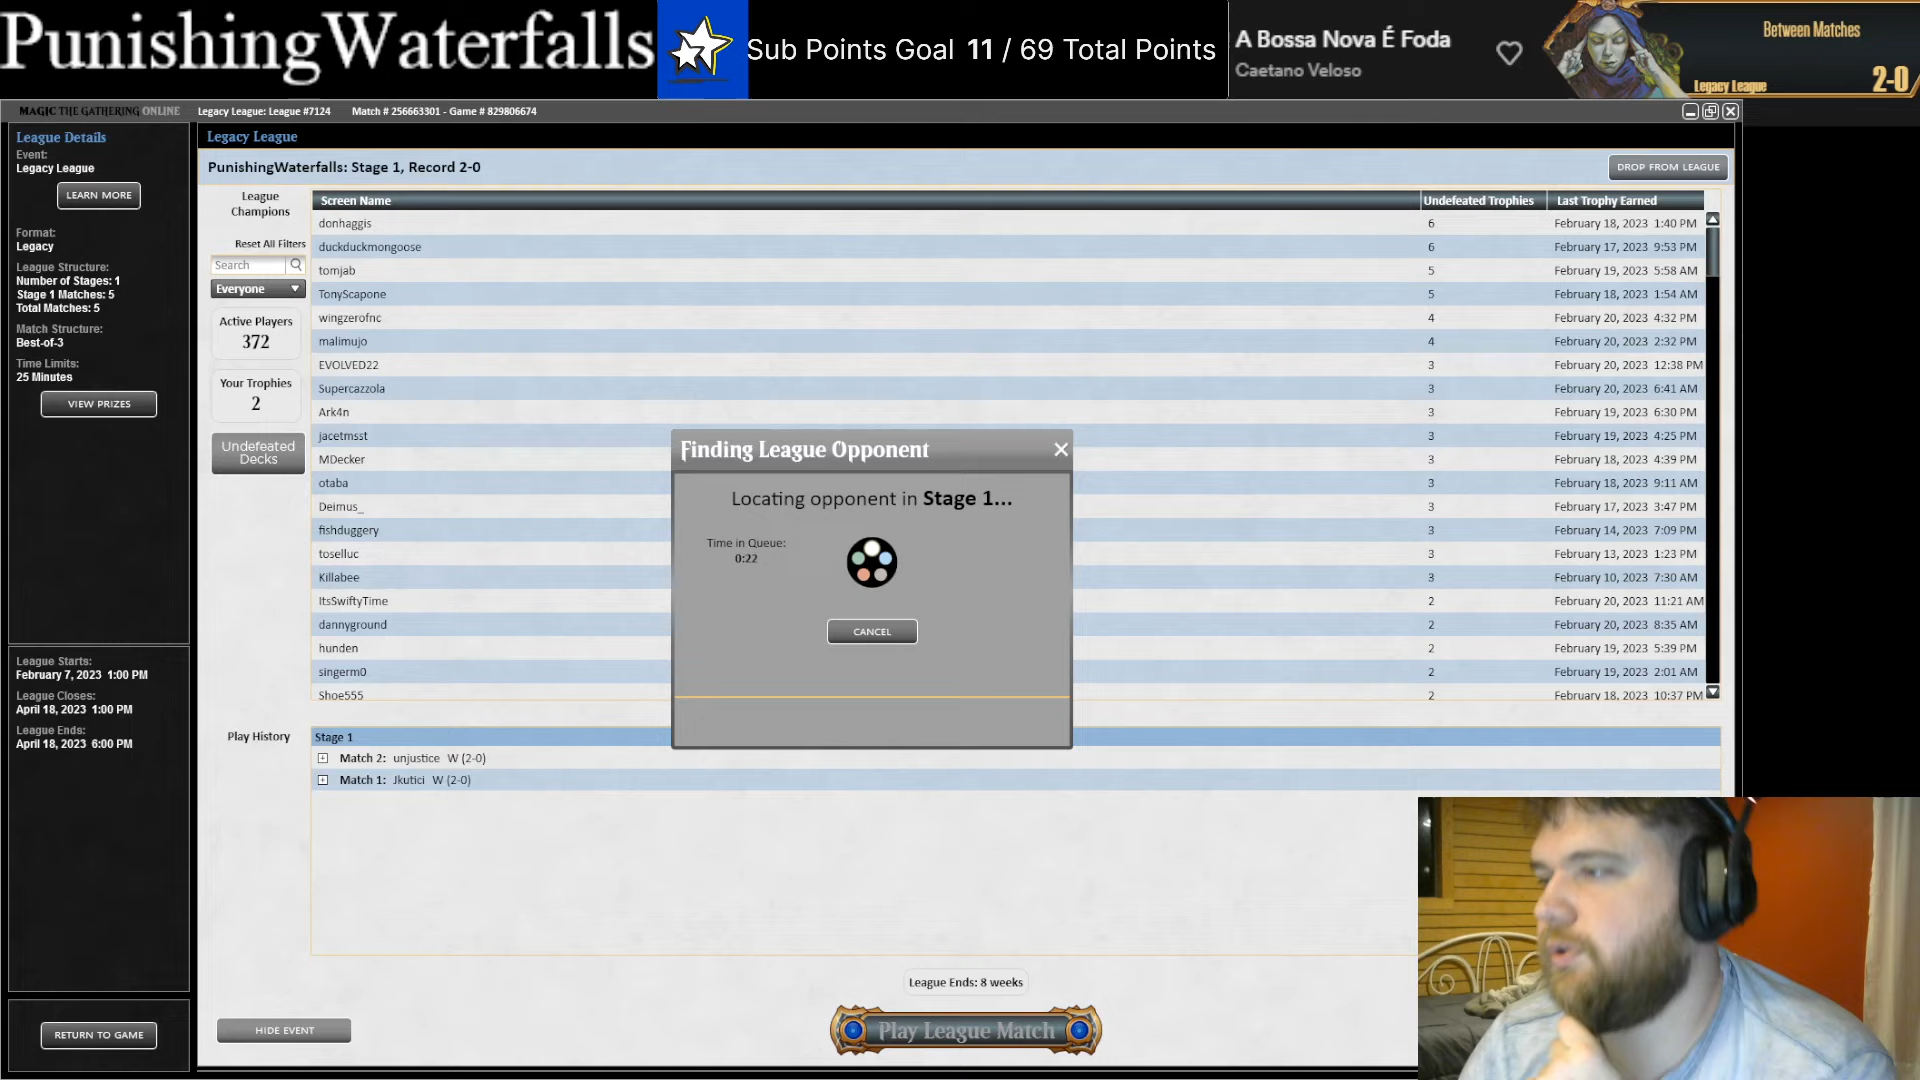 PunishingWaterfalls
Sub Points Goal 11 / 69 Total Points
A Bossa Nova É Foda
Caetano Veloso
Between Matches
Legacy League
2-0
MAGIC THE GATHERING ONLINE
Legacy League: League #7124
Match # 256663301 - Game # 829806674
League Details
Event:
Legacy League
LEARN MORE
Format:
Legacy
League Structure:
Number of Stages: 1
Stage 1 Matches: 5
Total Matches: 5
Match Structure:
Best-of-3
Time Limits:
25 Minutes
VIEW PRIZES
League Starts:
February 7, 2023 1:00 PM
League Closes:
April 18, 2023 1:00 PM
League Ends:
April 18, 2023 6:00 PM
RETURN TO GAME
Legacy League
PunishingWaterfalls: Stage 1, Record 2-0
DROP FROM LEAGUE
League
Champions
Reset All Filters
Search
Everyone
Active Players
372
Your Trophies
2
Undefeated
Decks
Screen Name Undefeated Trophies Last Trophy Earned
donhaggis 6 February 18, 2023 1:40 PM
duckduckmongoose 6 February 17, 2023 9:53 PM
tomjab 5 February 19, 2023 5:58 AM
TonyScapone 5 February 18, 2023 1:54 AM
wingzerofnc 4 February 20, 2023 4:32 PM
malimujo 4 February 20, 2023 2:32 PM
EVOLVED22 3 February 20, 2023 12:38 PM
Supercazzola 3 February 20, 2023 6:41 AM
Ark4n 3 February 19, 2023 6:30 PM
jacetmsst 3 February 19, 2023 4:25 PM
MDecker 3 February 18, 2023 4:39 PM
otaba 3 February 18, 2023 9:11 AM
Deimus_ 3 February 17, 2023 3:47 PM
fishduggery 3 February 14, 2023 7:09 PM
toselluc 3 February 13, 2023 1:23 PM
Killabee 3 February 10, 2023 7:30 AM
ItsSwiftyTime 2 February 20, 2023 11:21 AM
dannyground 2 February 20, 2023 8:35 AM
hunden 2 February 19, 2023 5:39 PM
singerm0 2 February 19, 2023 2:01 AM
Shoe555 2 February 18, 2023 10:37 PM
Finding League Opponent
Locating opponent in Stage 1...
Time in Queue:
0:22
CANCEL
Play History
Stage 1
Match 2: unjustice W (2-0)
Match 1: Jkutici W (2-0)
League Ends: 8 weeks
HIDE EVENT
Play League Match